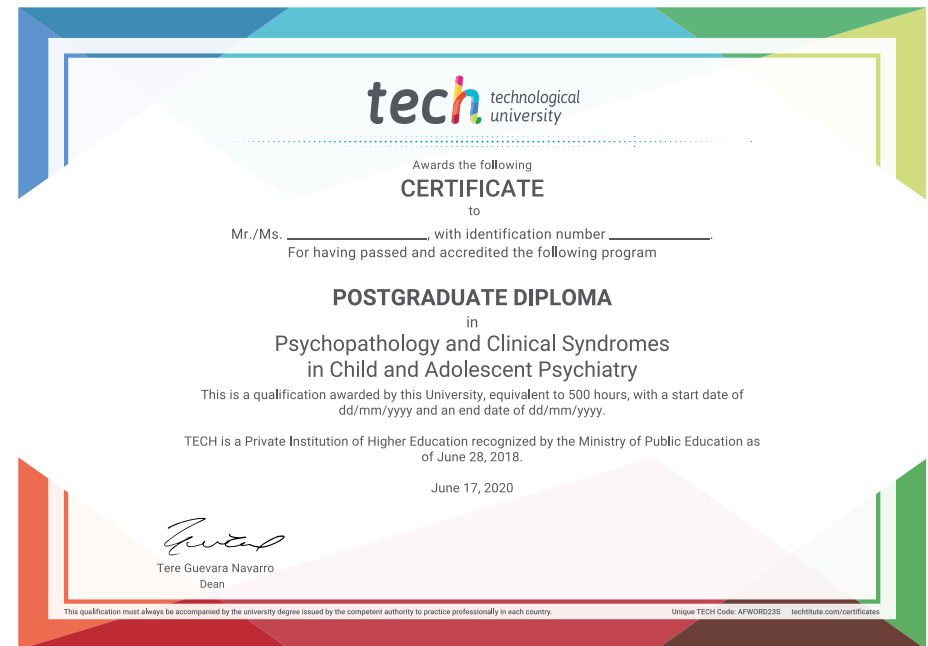 tech technological
university
Awards the following
CERTIFICATE
to
Mr./Ms. ____________________, with identification number ______________.
For having passed and accredited the following program
POSTGRADUATE DIPLOMA
in
Psychopathology and Clinical Syndromes
in Child and Adolescent Psychiatry
This is a qualification awarded by this University, equivalent to 500 hours, with a start date of
dd/mm/yyyy and an end date of dd/mm/yyyy.
TECH is a Private Institution of Higher Education recognized by the Ministry of Public Education as
of June 28, 2018.
June 17, 2020
Tere Guevara Navarro
Dean
This qualification must always be accompanied by the university degree issued by the competent authority to practice professionally in each country.
Unique TECH Code: AFWORD23S techtitute.com/certificates